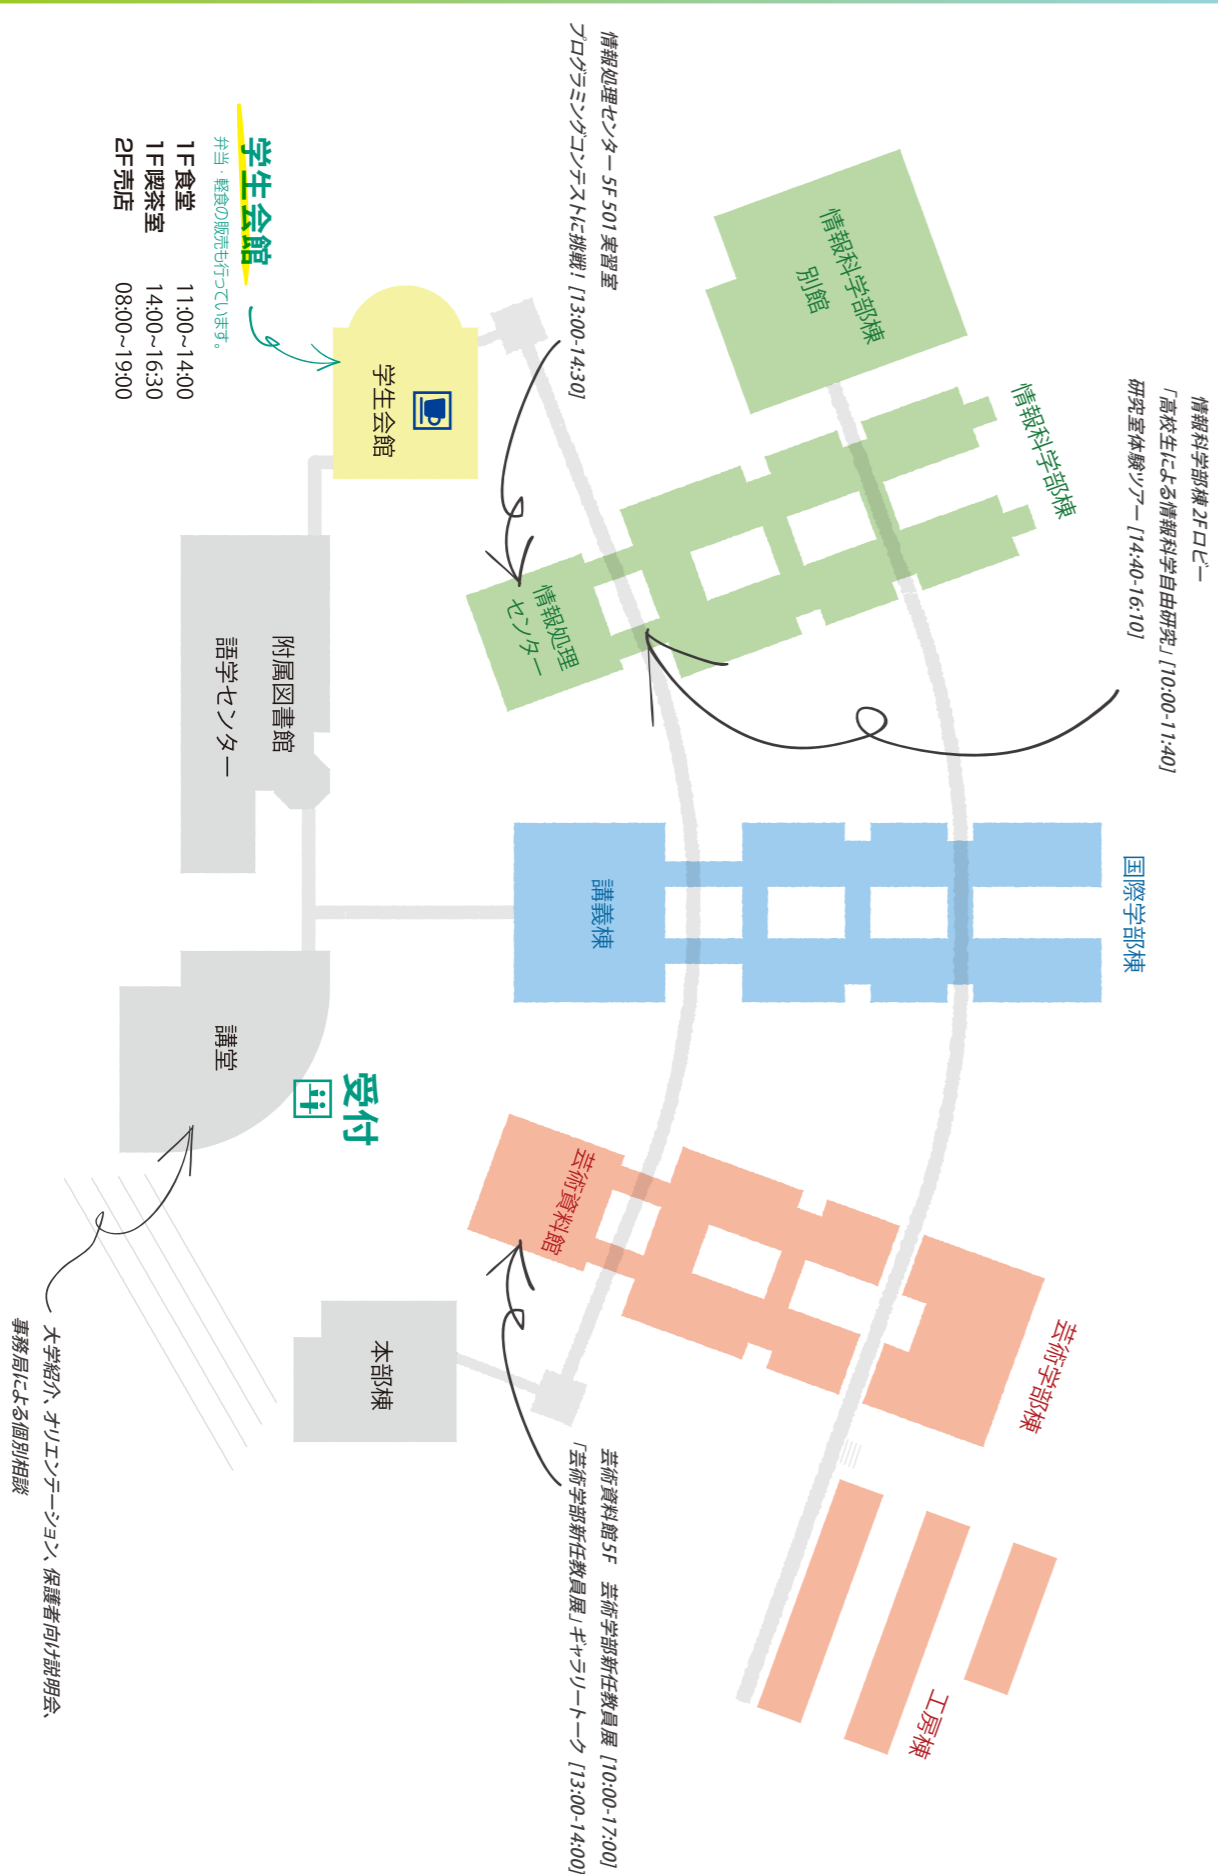 情報科学部棟 2Fロビー
「高校生による情報科学自由研究」 [10:00-11:40]
研究室体験ツアー [14:40-16:10]
情報科学部棟
国際学部棟
芸術学部棟
工房棟
情報科学部棟
別館
情報処理センター 5F 501 実習室
プログラミングコンテストに挑戦！ [13:00-14:30]
情報処理
センター
講義棟
芸術資料館
芸術資料館5F　芸術学部新任教員展 [10:00-17:00]
「芸術学部新任教員展」ギャラリートーク [13:00-14:00]
学生会館
本部棟
受付
附属図書館
語学センター
講堂
学生会館
弁当・軽食の販売も行っています。
1F食堂 11:00~14:00
1F喫茶室 14:00~16:30
2F売店 08:00~19:00
大学紹介、オリエンテーション、保護者向け説明会、
事務局による個別相談